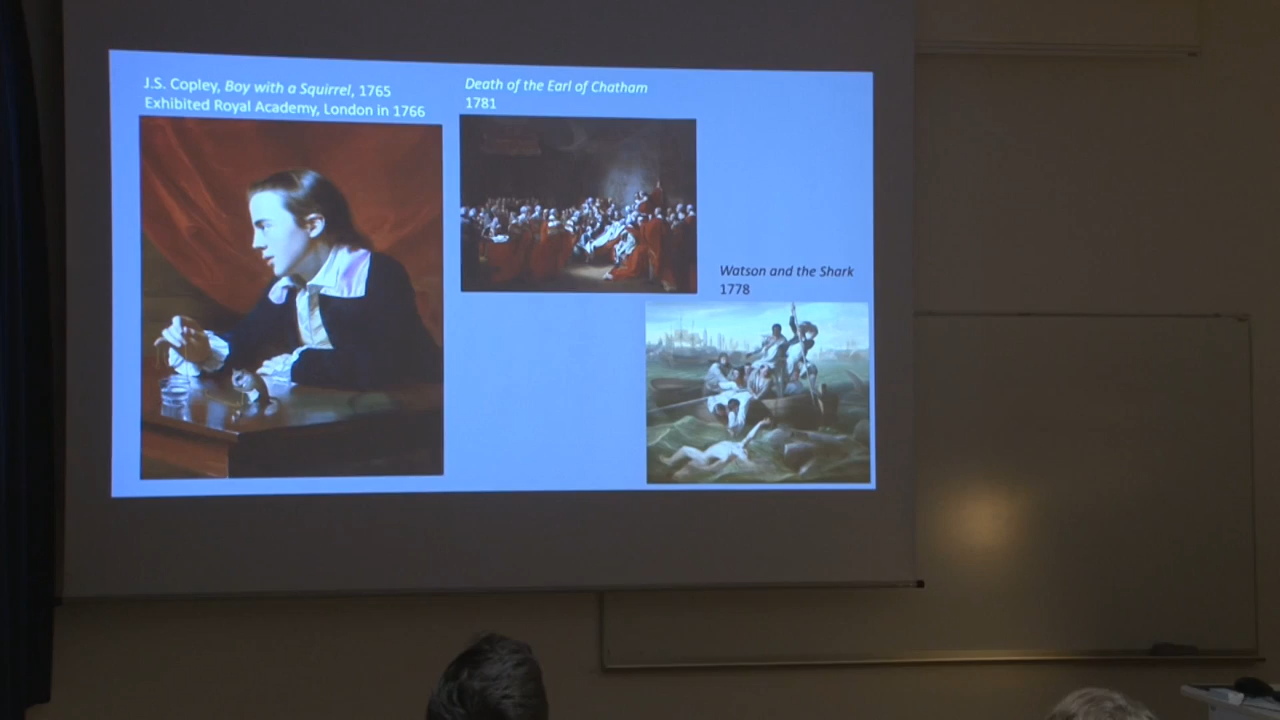 J.S. Copley, Boy with a Squirrel, 1765
Exhibited Royal Academy, London in 1766
Death of the Earl of Chatham
1781
Watson and the Shark
1778